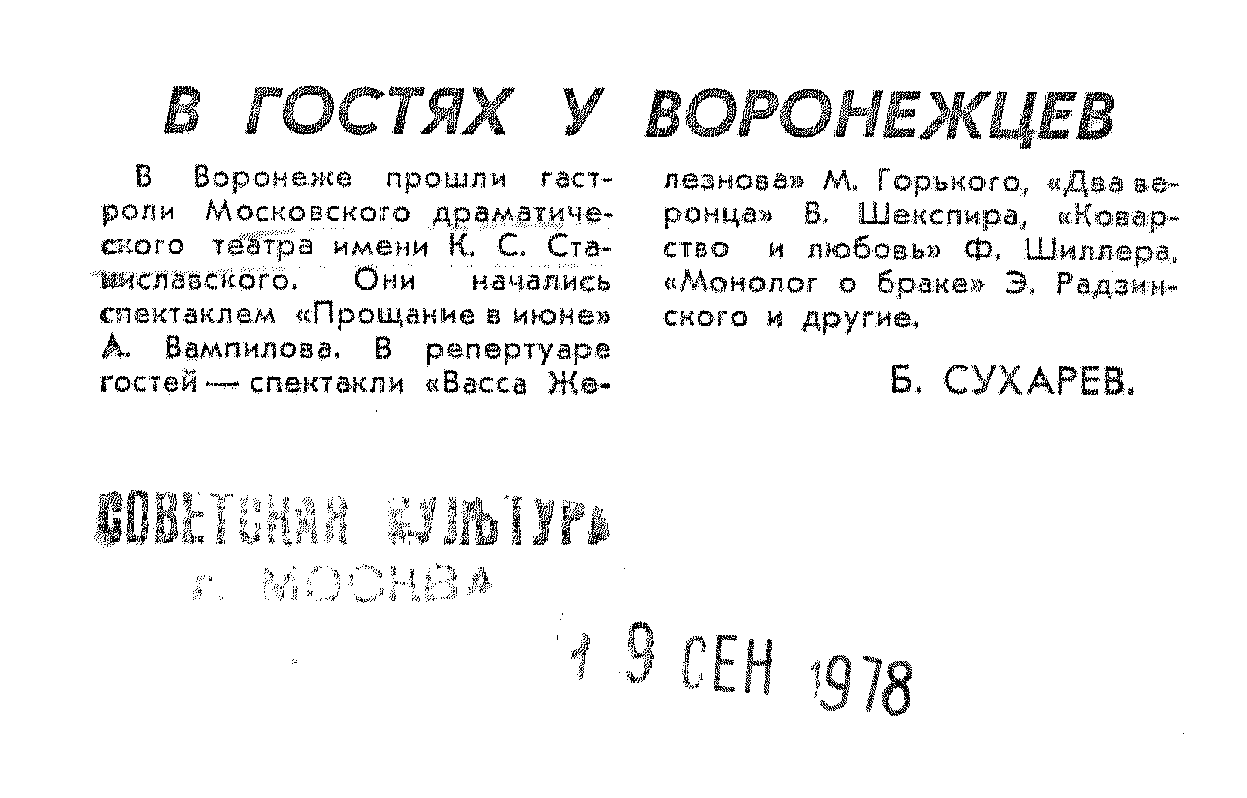 В ГОСТЯХ У ВОРОНЕЖЦЕВ
В Воронеже прошли гаст-
роли Московского драматиче-
ского театра имени К. С. Ста-
ниславского. Они начались
спектаклем «Прощание в июне»
А. Вампилова. В репертуаре
гостей — спектакли «Васса Же-
лезнова» М. Горького, «Два ве-
ронца» В. Шекспира, «Ковар-
ство и любовь» Ф. Шиллера,
«Монолог о браке» Э. Радзин-
ского и другие.
Б. СУХАРЕВ.
СОВЕТСКАЯ КУЛЬТУРА
г. МОСКВА
19 СЕН 1978